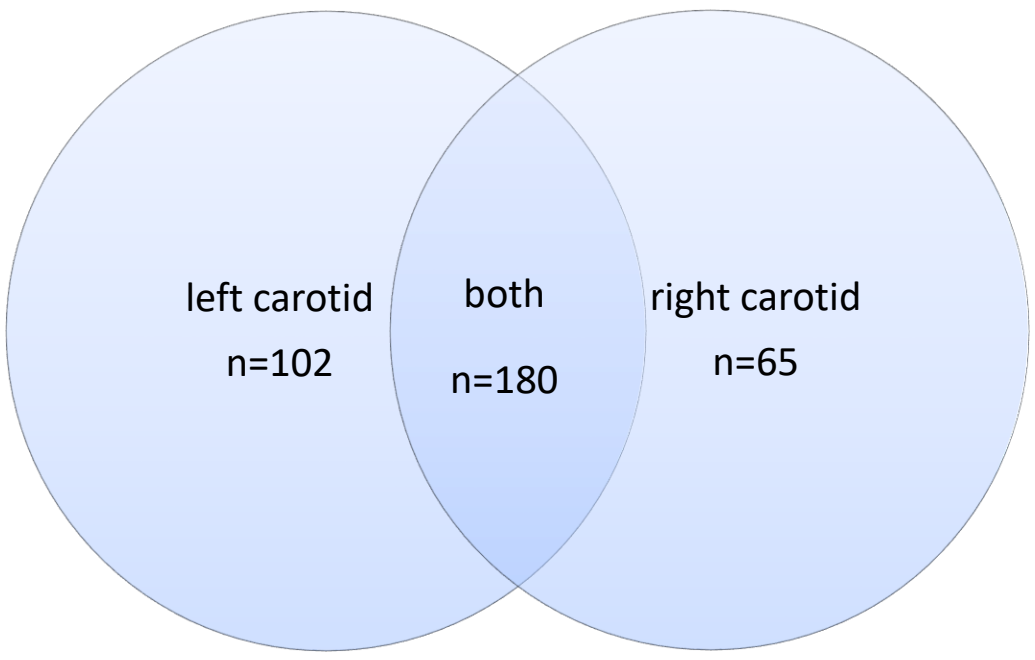 left carotid
n=102
both
n=180
right carotid
n=65